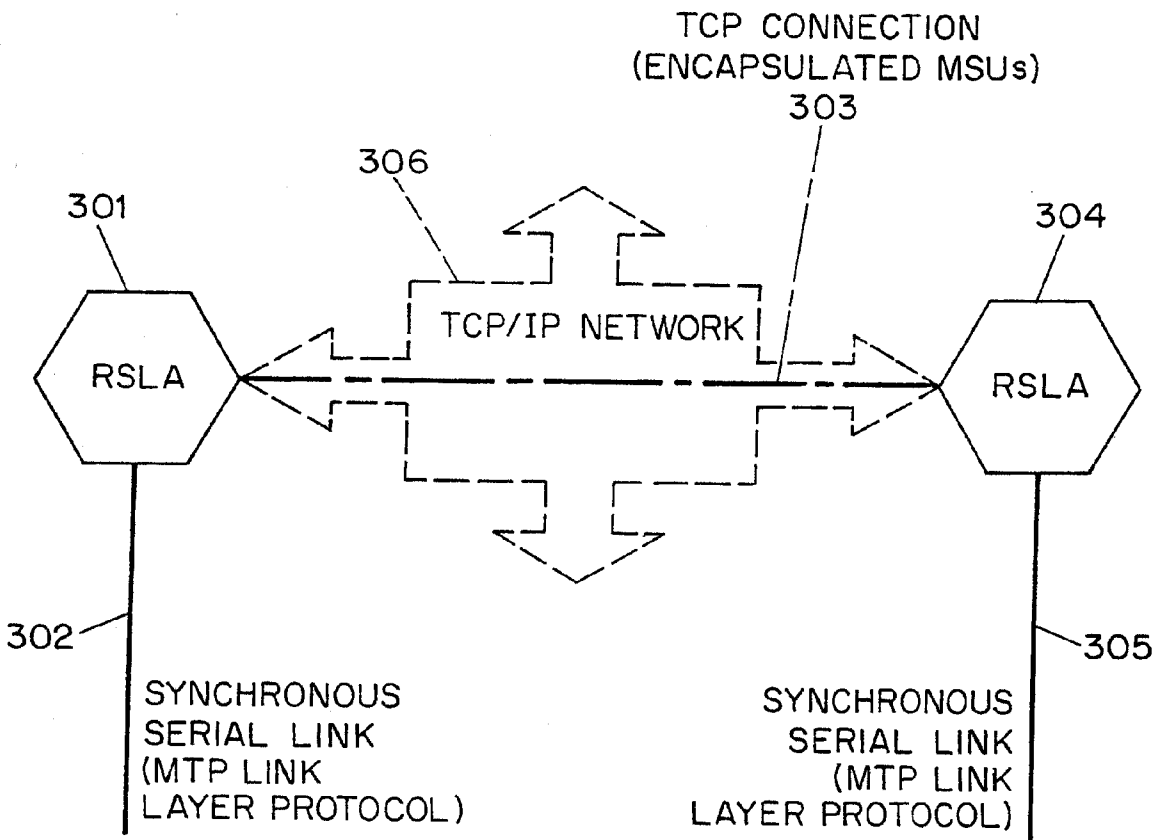 TCP CONNECTION
(ENCAPSULATED MSUs)
303
306
301
304
TCP/IP NETWORK
RSLA
RSLA
302
305
SYNCHRONOUS
SERIAL LINK
(MTP LINK
LAYER PROTOCOL)
SYNCHRONOUS
SERIAL LINK
(MTP LINK
LAYER PROTOCOL)